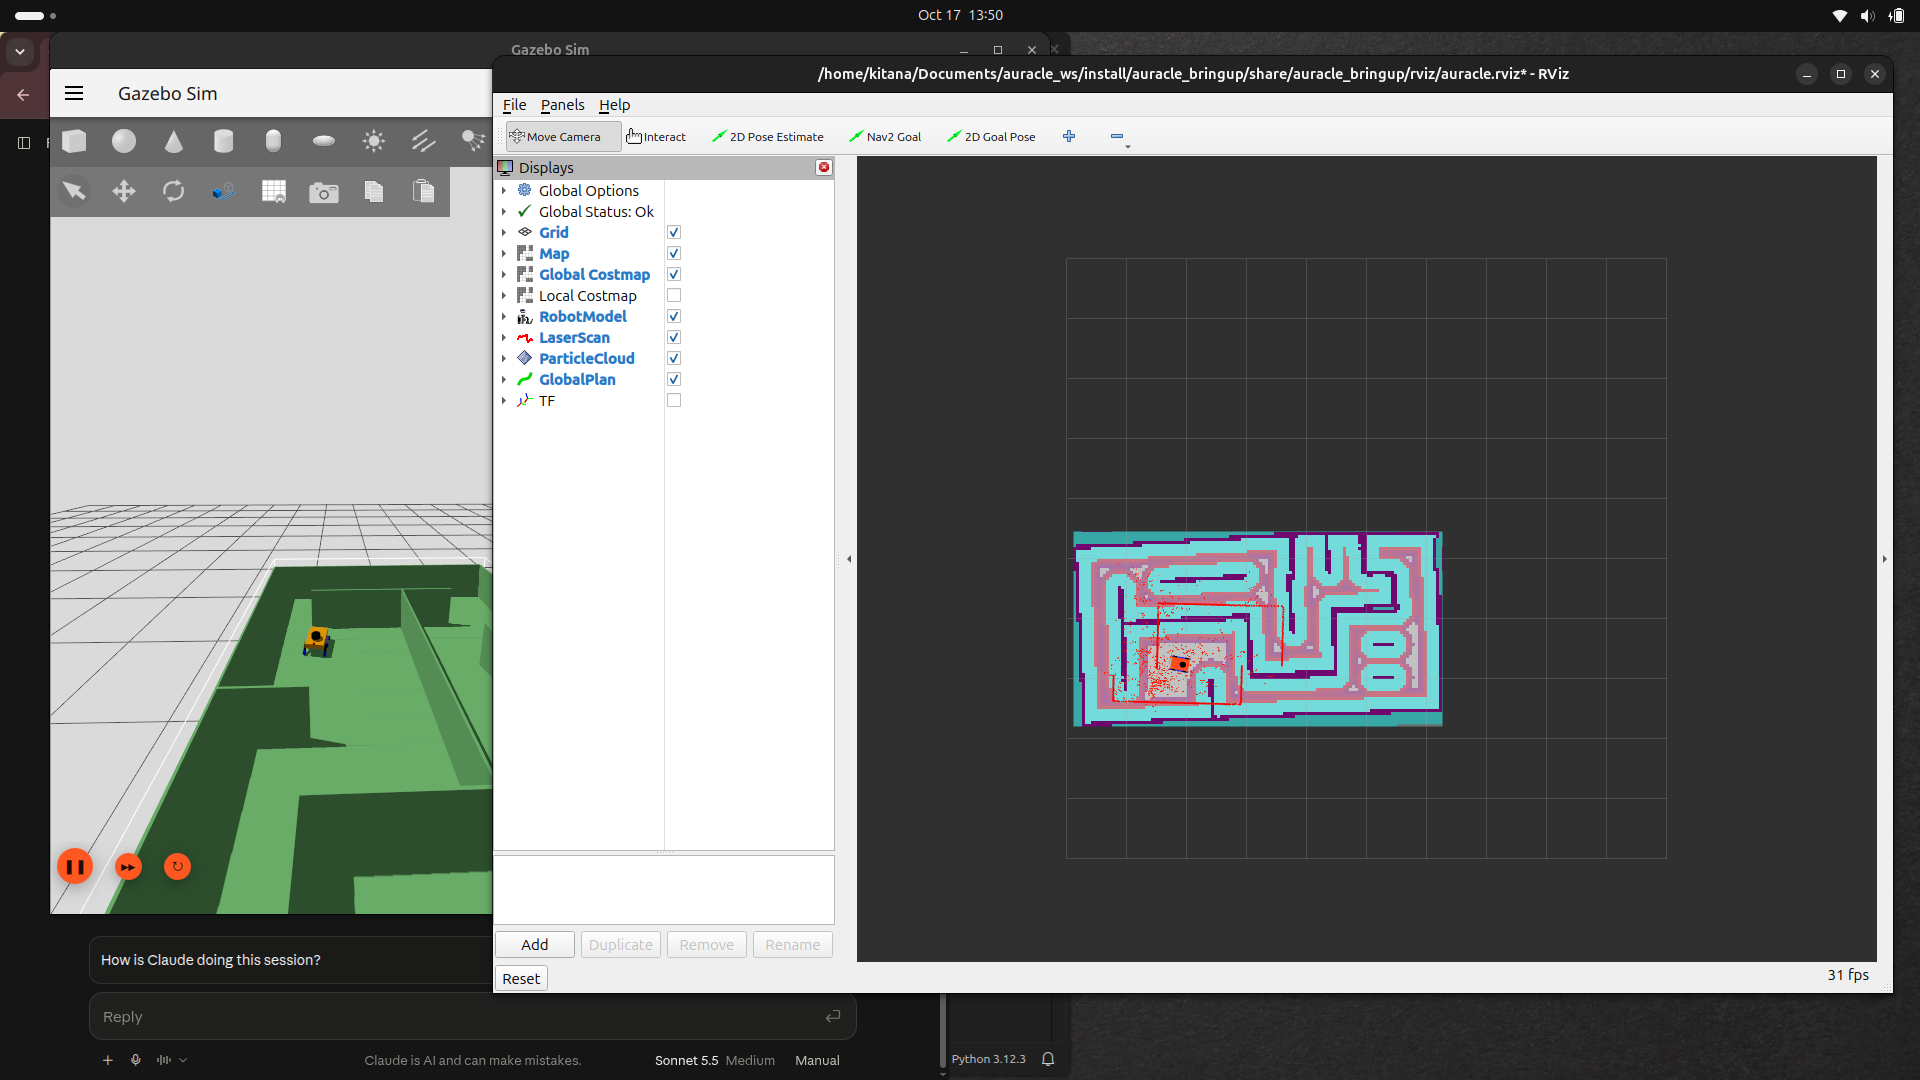 Oct 17 13:50
Gazebo Sim
/home/kitana/Documents/auracle_ws/install/auracle_bringup/share/auracle_bringup/rviz/auracle.rviz* - RViz
Gazebo Sim
File Panels Help
Move Camera Interact 2D Pose Estimate Nav2 Goal 2D Goal Pose
Displays
Global Options
Global Status: Ok
Grid
Map
Global Costmap
Local Costmap
RobotModel
LaserScan
ParticleCloud
GlobalPlan
TF
Add Duplicate Remove Rename
Reset
31 fps
How is Claude doing this session?
Reply
Claude is AI and can make mistakes. Sonnet 5.5 Medium Manual
Python 3.12.3